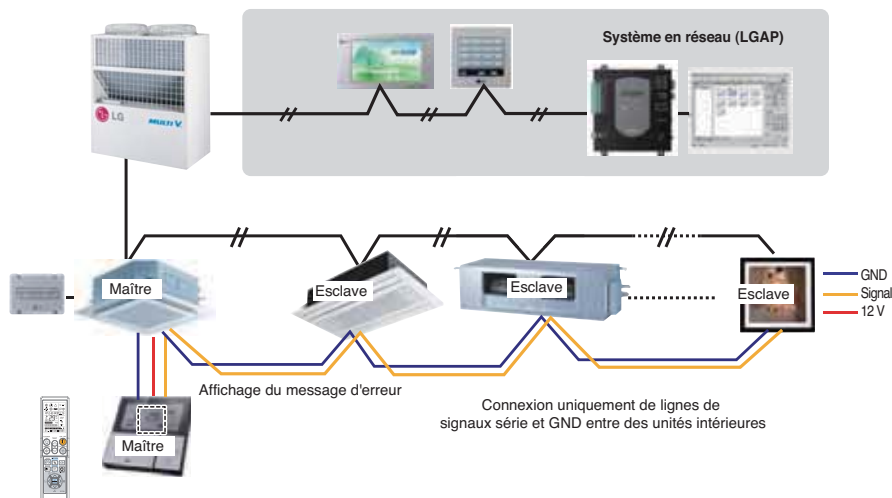 Système en réseau (LGAP)
LG
MULTI V
Maître
Esclave
Esclave
Esclave
GND
Signal
12 V
Affichage du message d'erreur
Connexion uniquement de lignes de
signaux série et GND entre des unités intérieures
Maître